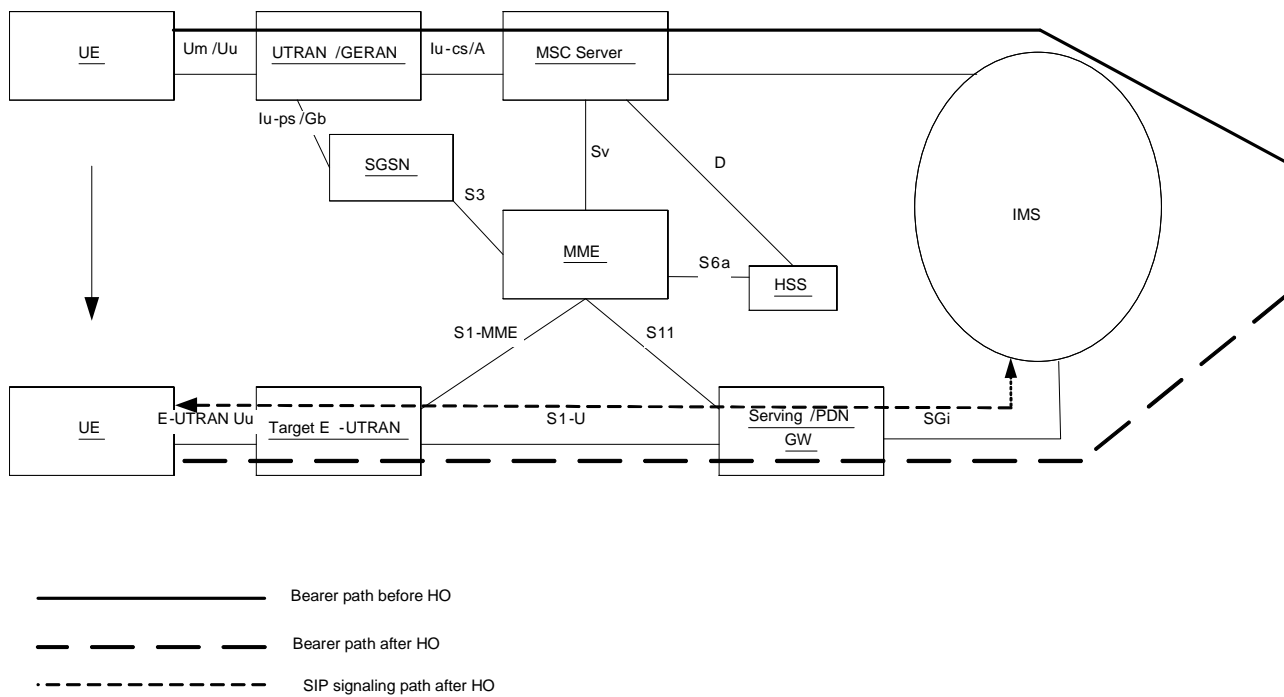 UE
Um /Uu
UTRAN /GERAN
Iu-cs/A
MSC Server
Iu-ps /Gb
SGSN
S3
Sv
D
IMS
MME
S6a
HSS
S1-MME
S11
UE
E-UTRAN Uu
Target E -UTRAN
S1-U
Serving /PDN
GW
SGi
Bearer path before HO
Bearer path after HO
SIP signaling path after HO